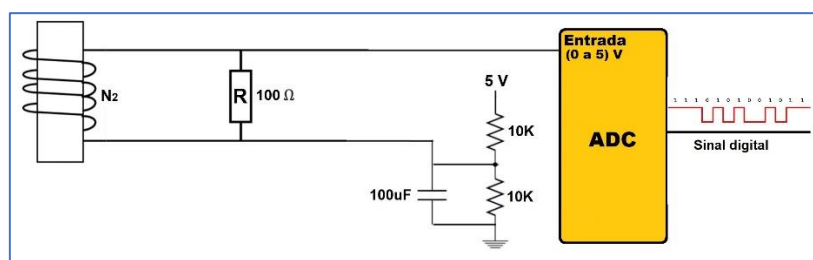 Entrada
(0 a 5) V
N₂
R
100 Ω
5 V
10K
1 1 1 0 1 0 1 0 0 1 0 1 1
ADC
Sinal digital
100uF
10K